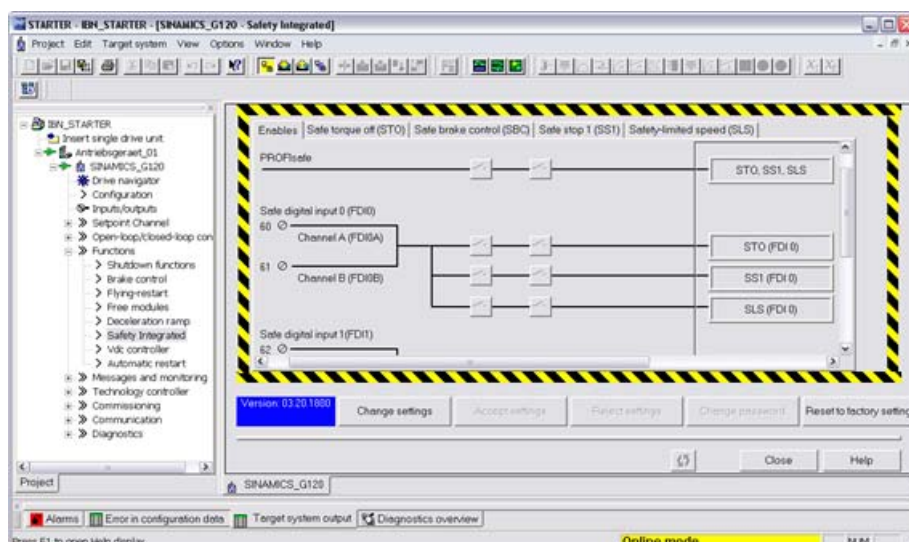 STARTER - IBN_STARTER - [SINAMICS_G120 - Safety Integrated]
Project Edit Target system View Options Window Help
IBN_STARTER
Insert single drive unit
Antriebsgeraet_01
SINAMICS_G120
Drive navigator
Configuration
Inputs/outputs
Setpoint Channel
Open-loop/closed-loop con
Functions
Shutdown functions
Brake control
Flying-restart
Free modules
Deceleration ramp
Safety Integrated
Vdc controller
Automatic restart
Messages and monitoring
Technology controller
Commissioning
Communication
Diagnostics
Project
Enables Safe torque off (STO) Safe brake control (SBC) Safe stop 1 (SS1) Safety-limited speed (SLS)
PROFIsafe
STO, SS1, SLS
Safe digital input 0 (FDI0)
60
Channel A (FDI0A)
STO (FDI 0)
61
Channel B (FDI0B)
SS1 (FDI 0)
SLS (FDI 0)
Safe digital input 1(FDI1)
62
Version: 03.20.1800
Change settings Accept settings Reject settings Change password Reset to factory setting
Close Help
SINAMICS_G120
Alarms Error in configuration data Target system output Diagnostics overview
Press F1 to open Help display. Online mode NUM